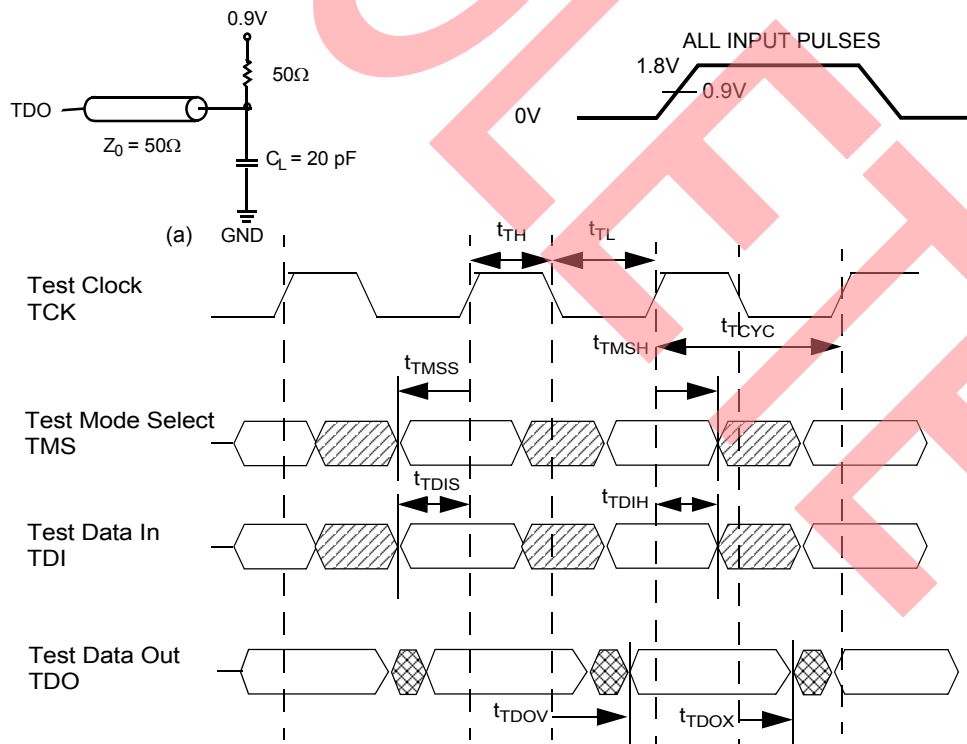 0.9V
ALL INPUT PULSES
50Ω
1.8V
0.9V
TDO
0V
Z0 = 50Ω
CL = 20 pF
(a)
GND
tTH
tTL
Test Clock
TCK
tTCYC
tTMSH
tTMSS
Test Mode Select
TMS
tTDIS
tTDIH
Test Data In
TDI
Test Data Out
TDO
tTDOV
tTDOX